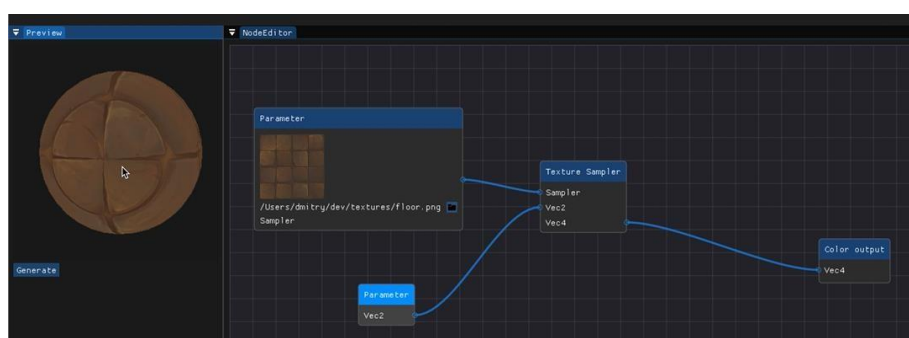 Preview
NodeEditor
Parameter
/Users/dmitry/dev/textures/floor.png
Sampler
Texture Sampler
Sampler
Vec2
Vec4
Color output
Vec4
Generate
Parameter
Vec2